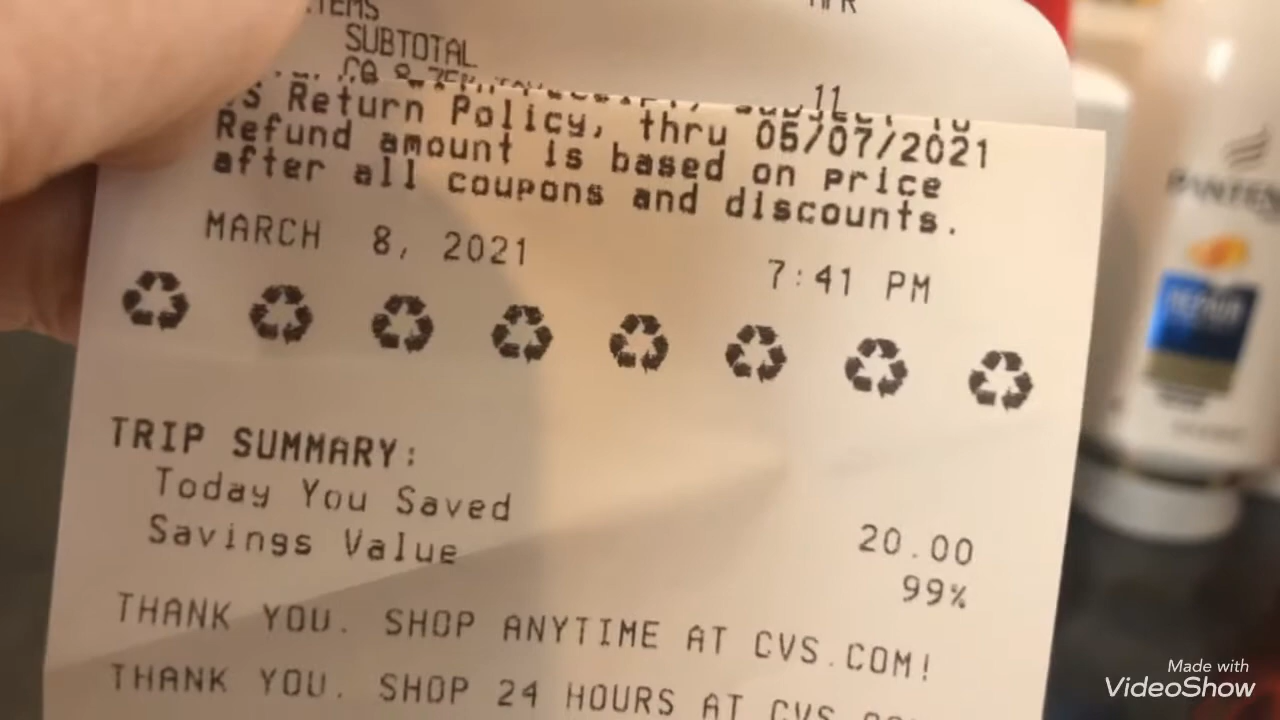 SUBTOTAL
11
s Return Policy, thru 05/07/2021
Refund amount is based on price
after all coupons and discounts.
MARCH 8, 2021 7:41 PM
TRIP SUMMARY:
Today You Saved 20.00
Savings Value 99%
THANK YOU. SHOP ANYTIME AT CVS.COM!
THANK YOU. SHOP 24 HOURS AT CVS
Made with
VideoShow